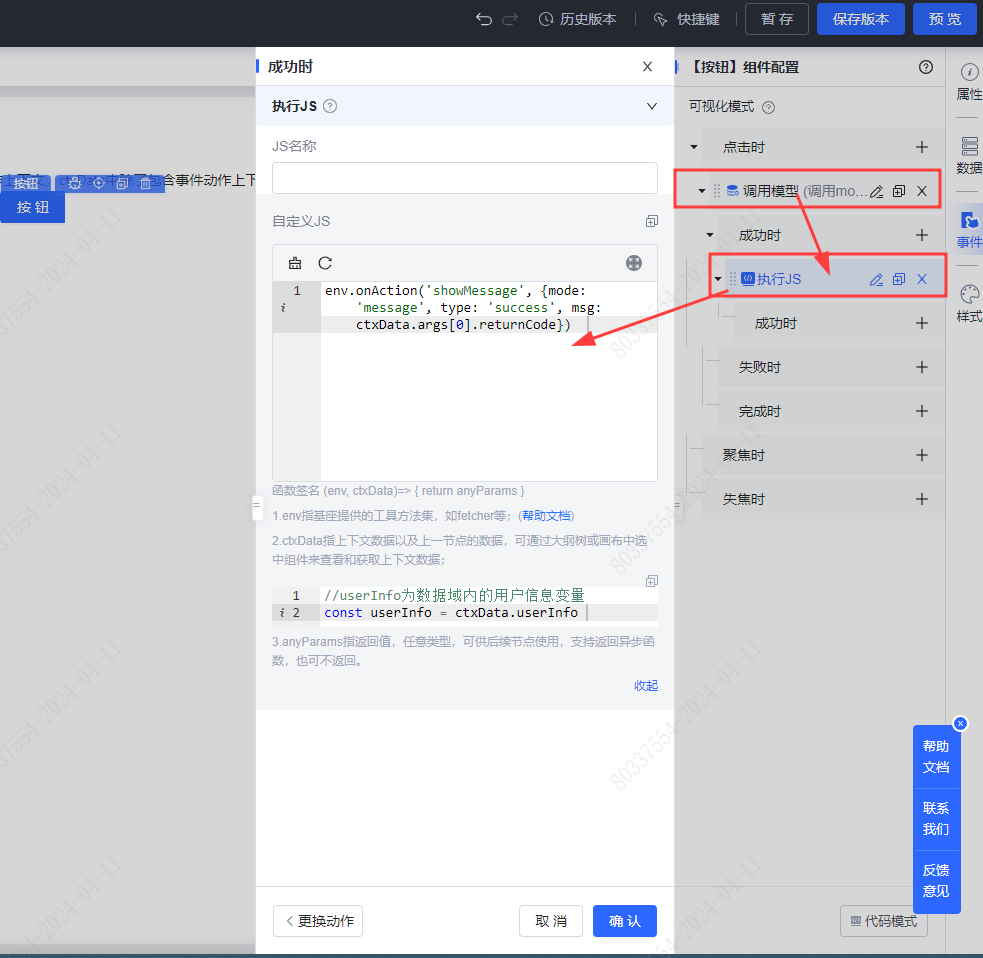 历史版本
快捷键
暂 存
保存版本
预 览
成功时
执行JS
JS名称
自定义JS
1
env.onAction('showMessage', {mode:
'message', type: 'success', msg:
ctxData.args[0].returnCode})
函数签名 (env, ctxData)=> { return anyParams }
1.env指基座提供的工具方法集，如fetcher等；(帮助文档)
2.ctxData指上下文数据以及上一节点的数据，可通过大纲树或画布中选
中组件来查看和获取上下文数据；
1 //userInfo为数据域内的用户信息变量
i 2 const userInfo = ctxData.userInfo
3.anyParams指返回值，任意类型，可供后续节点使用，支持返回异步函
数，也可不返回。
收起
更换动作
取 消
确 认
按钮
含事件动作上下
按 钮
【按钮】组件配置
可视化模式
点击时
调用模型 (调用mo...
成功时
执行JS
成功时
失败时
完成时
聚焦时
失焦时
代码模式
属性
数据
事件
样式
帮助
文档
联系
我们
反馈
意见
80337554-2024-04-11